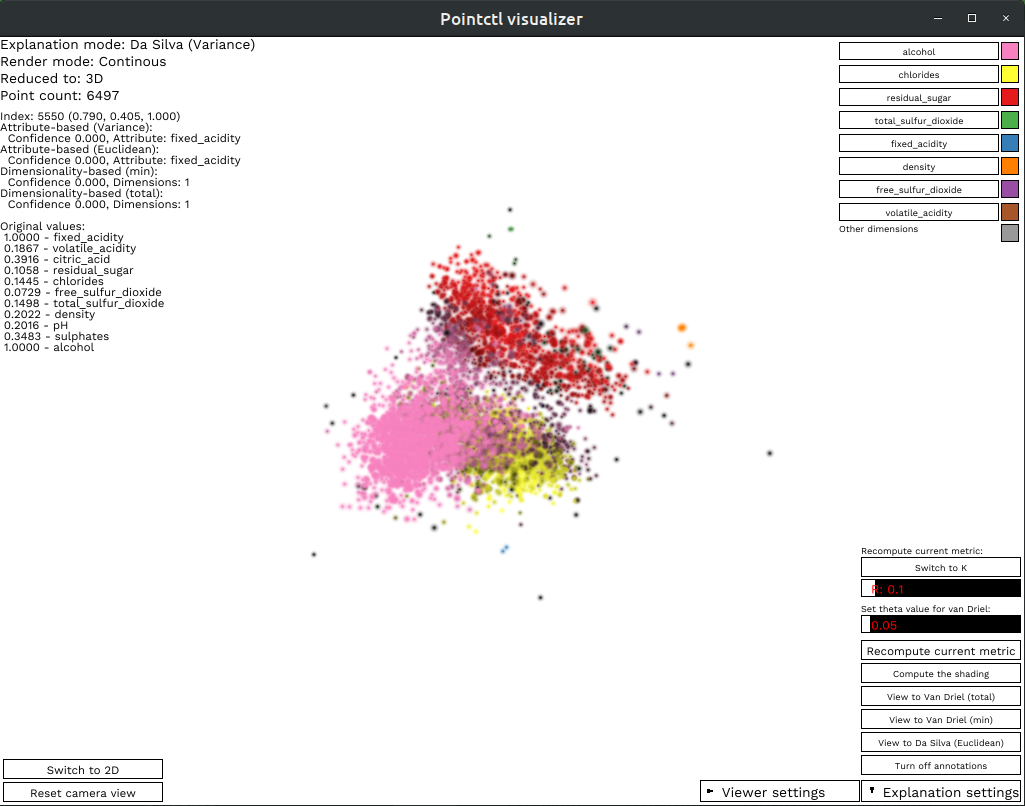 Pointctl visualizer
Explanation mode: Da Silva (Variance)
Render mode: Continous
Reduced to: 3D
Point count: 6497
Index: 5550 (0.790, 0.405, 1.000)
Attribute-based (Variance):
Confidence 0.000, Attribute: fixed_acidity
Attribute-based (Euclidean):
Confidence 0.000, Attribute: fixed_acidity
Dimensionality-based (min):
Confidence 0.000, Dimensions: 1
Dimensionality-based (total):
Confidence 0.000, Dimensions: 1
Original values:
1.0000 - fixed_acidity
0.1867 - volatile_acidity
0.3916 - citric_acid
0.1058 - residual_sugar
0.1445 - chlorides
0.0729 - free_sulfur_dioxide
0.1498 - total_sulfur_dioxide
0.2022 - density
0.2016 - pH
0.3483 - sulphates
1.0000 - alcohol
alcohol
chlorides
residual_sugar
total_sulfur_dioxide
fixed_acidity
density
free_sulfur_dioxide
volatile_acidity
Other dimensions
Recompute current metric:
Switch to K
R: 0.1
Set theta value for van Driel:
0.05
Recompute current metric
Compute the shading
View to Van Driel (total)
View to Van Driel (min)
View to Da Silva (Euclidean)
Turn off annotations
Switch to 2D
Reset camera view
Viewer settings
Explanation settings